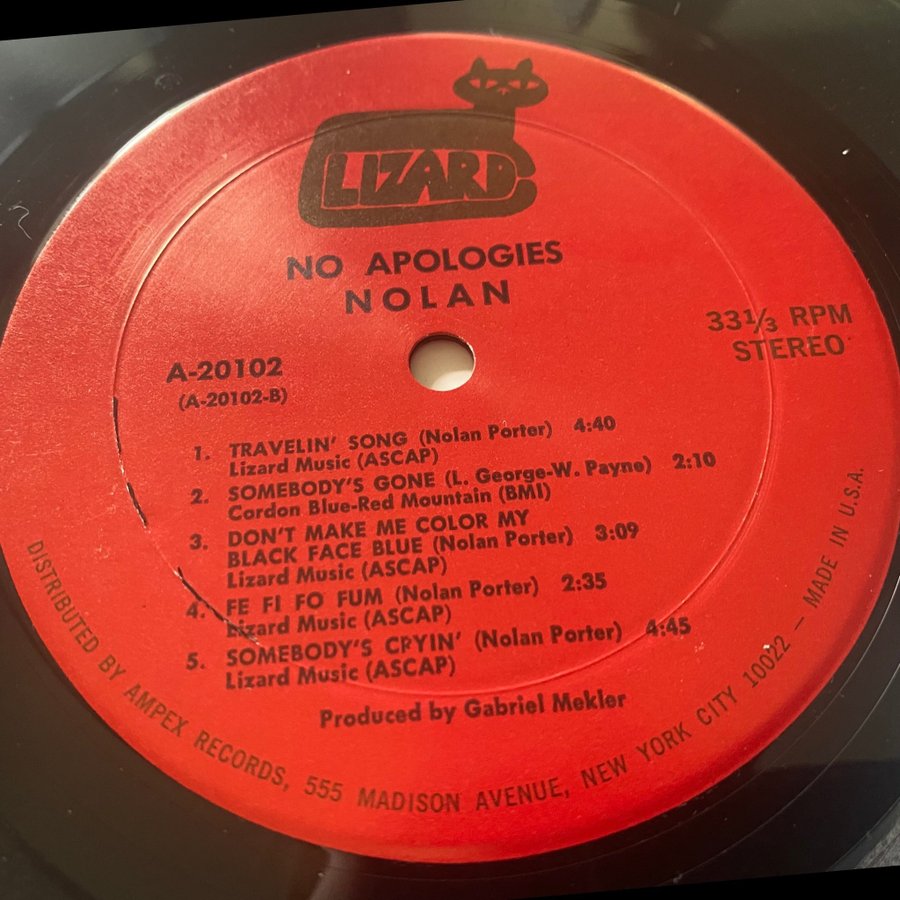 LIZARD
NO APOLOGIES
NOLAN
33⅓ RPM
STEREO
A-20102
(A-20102-B)
1. TRAVELIN' SONG (Nolan Porter) 4:40
Lizard Music (ASCAP)
2. SOMEBODY'S GONE (L. George-W. Payne) 2:10
Cordon Blue-Red Mountain (BMI)
3. DON'T MAKE ME COLOR MY
BLACK FACE BLUE (Nolan Porter) 3:09
Lizard Music (ASCAP)
4. FE FI FO FUM (Nolan Porter) 2:35
Lizard Music (ASCAP)
5. SOMEBODY'S CRYIN' (Nolan Porter) 4:45
Lizard Music (ASCAP)
Produced by Gabriel Mekler
DISTRIBUTED BY AMPEX RECORDS, 555 MADISON AVENUE, NEW YORK CITY 10022 – MADE IN U.S.A.